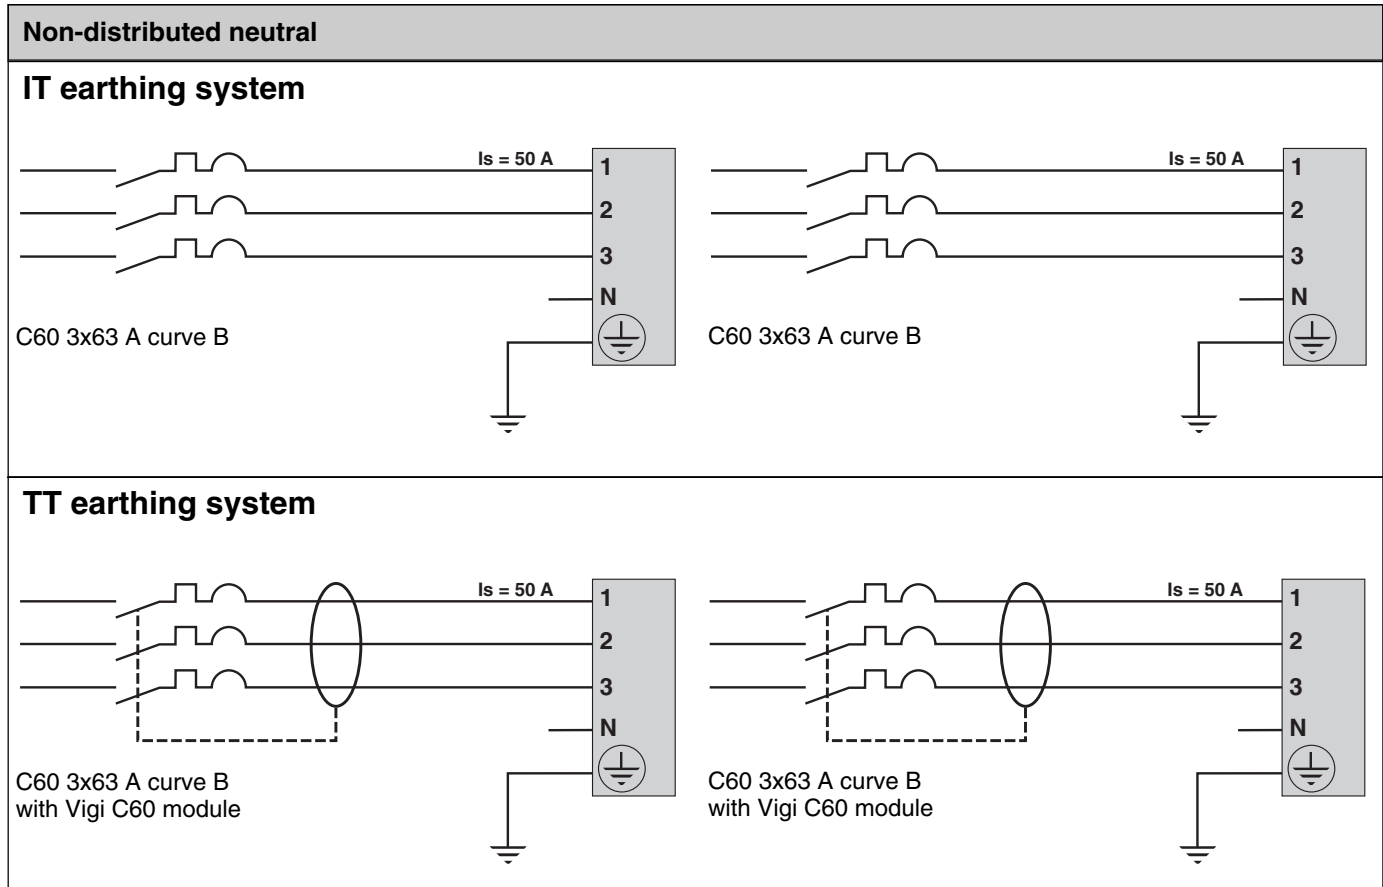 Non-distributed neutral
IT earthing system
Is = 50 A
1
2
3
N
C60 3x63 A curve B
Is = 50 A
1
2
3
N
C60 3x63 A curve B
TT earthing system
Is = 50 A
1
2
3
N
C60 3x63 A curve B
with Vigi C60 module
Is = 50 A
1
2
3
N
C60 3x63 A curve B
with Vigi C60 module